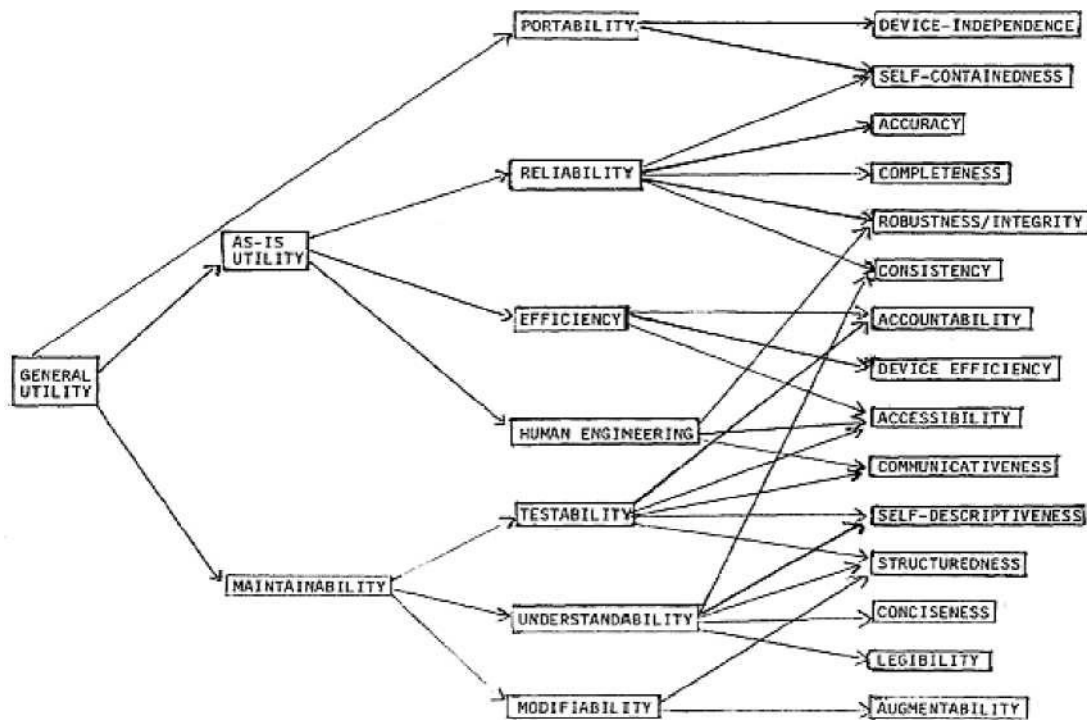 PORTABILITY
DEVICE-INDEPENDENCE
SELF-CONTAINEDNESS
ACCURACY
RELIABILITY
COMPLETENESS
ROBUSTNESS/INTEGRITY
AS-IS
UTILITY
CONSISTENCY
EFFICIENCY
ACCOUNTABILITY
GENERAL
UTILITY
DEVICE EFFICIENCY
ACCESSIBILITY
HUMAN ENGINEERING
COMMUNICATIVENESS
TESTABILITY
SELF-DESCRIPTIVENESS
STRUCTUREDNESS
MAINTAINABILITY
UNDERSTANDABILITY
CONCISENESS
LEGIBILITY
MODIFIABILITY
AUGMENTABILITY